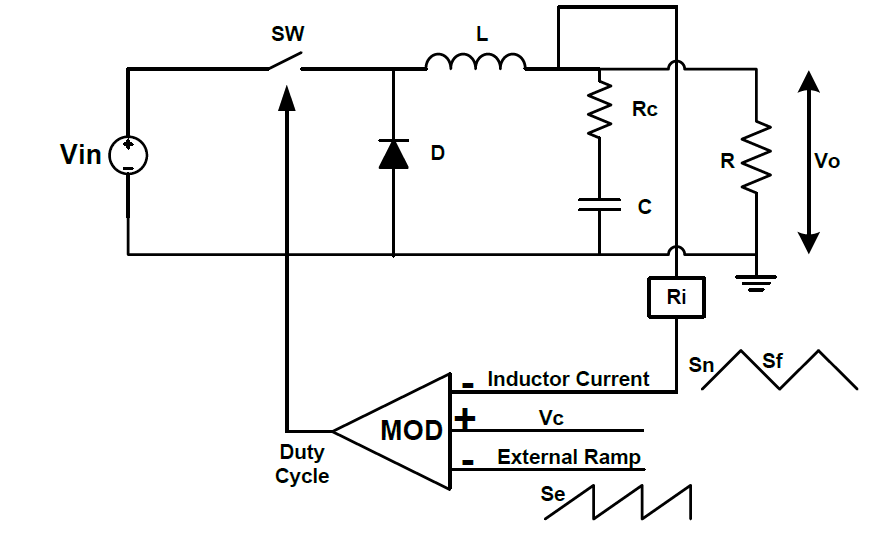 SW
L
Vin
+
-
D
Rc
C
R
Vo
Ri
Sn
Sf
- Inductor Current
MOD
+ Vc
- External Ramp
Duty
Cycle
Se